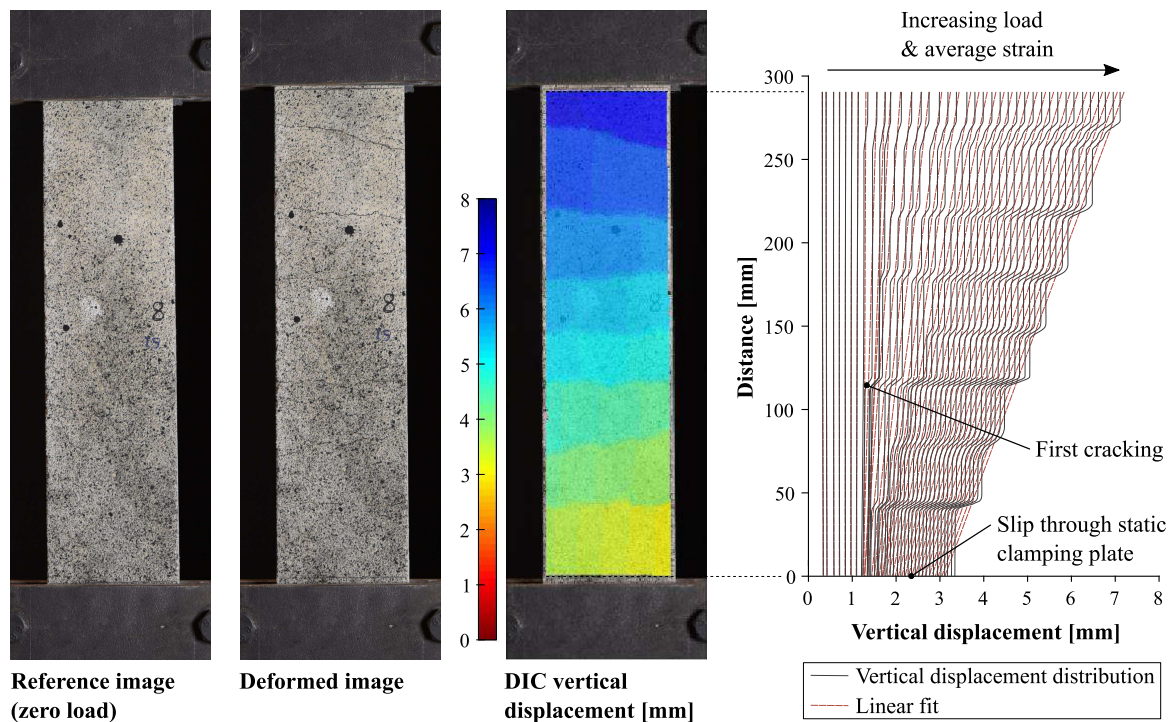 Increasing load
& average strain
300
250
200
150
100
50
0
Distance [mm]
0 1 2 3 4 5 6 7 8
Vertical displacement [mm]
First cracking
Slip through static
clamping plate
Vertical displacement distribution
Linear fit
8
7
6
5
4
3
2
1
0
8
8
8
Reference image
(zero load)
Deformed image
DIC vertical
displacement [mm]